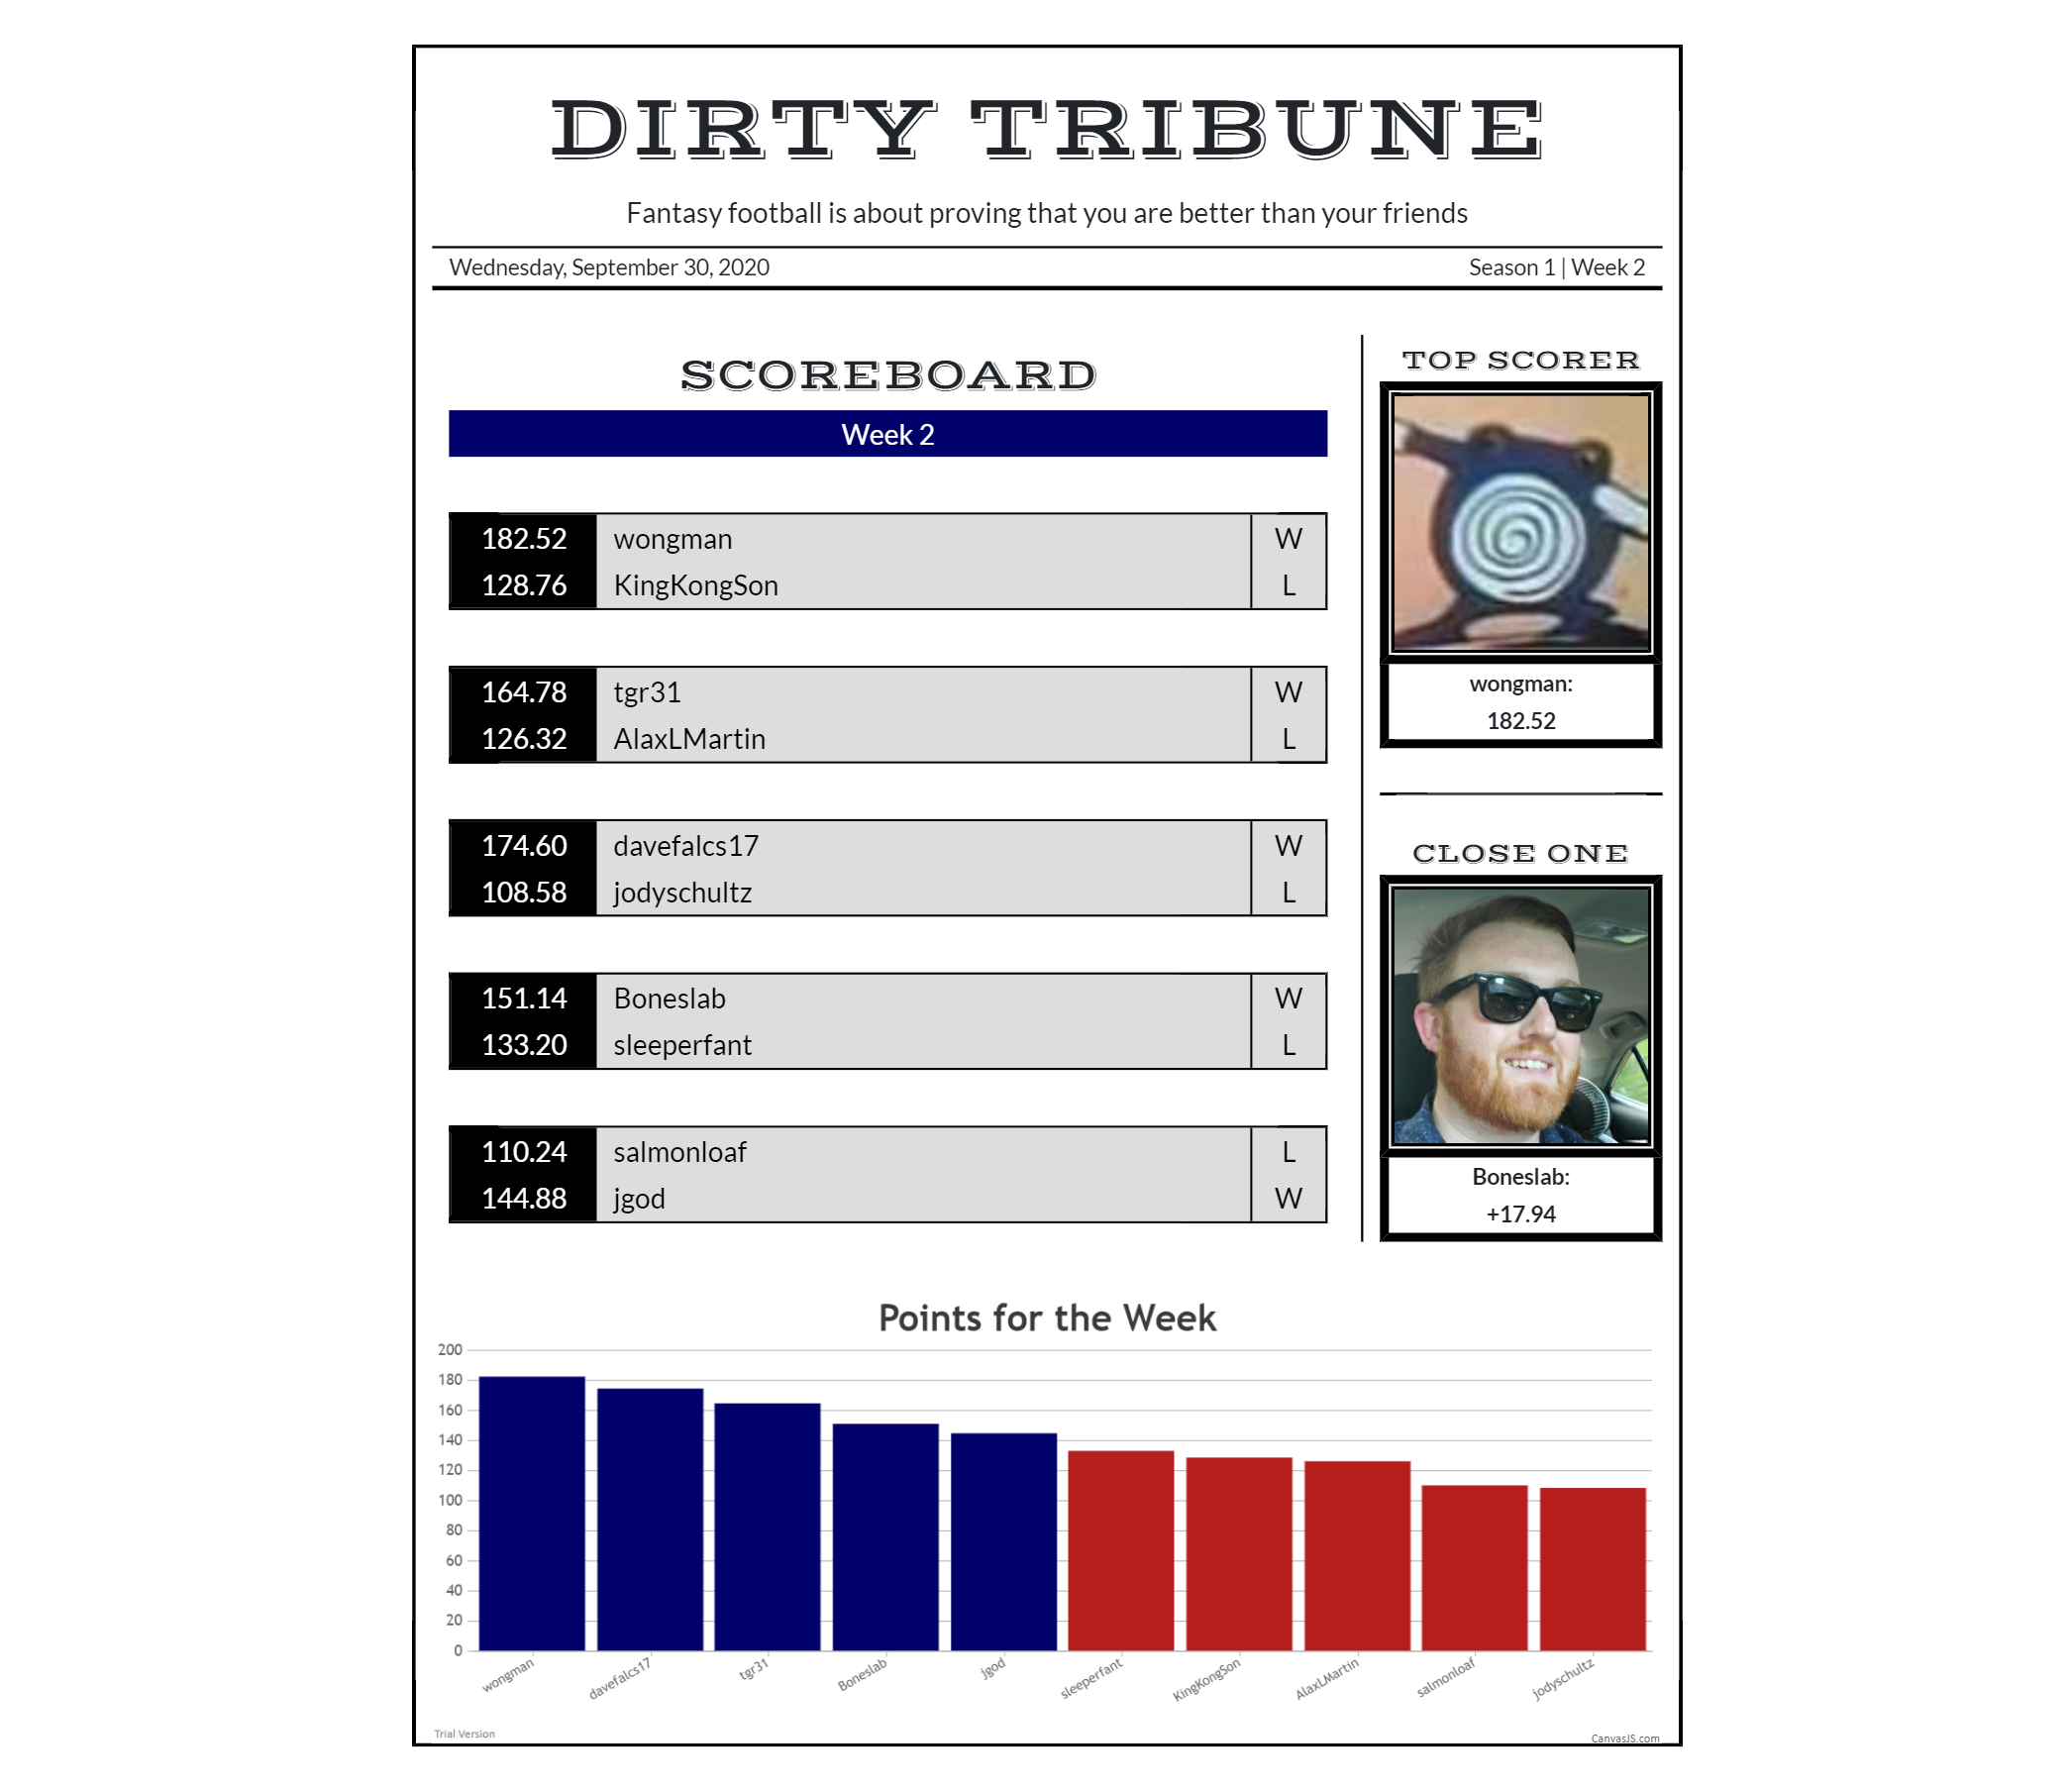 DIRTY TRIBUNE
Fantasy football is about proving that you are better than your friends
Wednesday, September 30, 2020
Season 1 | Week 2
SCOREBOARD
Week 2
182.52 wongman W
128.76 KingKongSon L
164.78 tgr31 W
126.32 AlaxLMartin L
174.60 davefalcs17 W
108.58 jodyschultz L
151.14 Boneslab W
133.20 sleeperfant L
110.24 salmonloaf L
144.88 jgod W
TOP SCORER
wongman:
182.52
CLOSE ONE
Boneslab:
+17.94
Points for the Week
200
180
160
140
120
100
80
60
40
20
0
wongman davefalcs17 tgr31 Boneslab jgod sleeperfant KingKongSon AlaxLMartin salmonloaf jodyschultz
Trial Version
CanvasJS.com